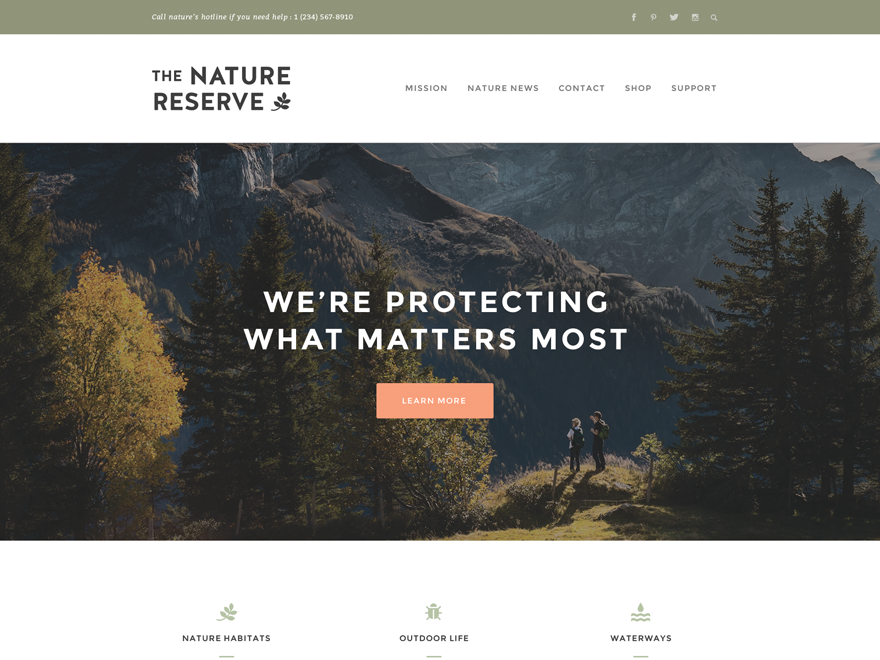 Call nature's hotline if you need help : 1 (234) 567-8910
THE NATURE
RESERVE
MISSION NATURE NEWS CONTACT SHOP SUPPORT
WE'RE PROTECTING
WHAT MATTERS MOST
LEARN MORE
NATURE HABITATS OUTDOOR LIFE WATERWAYS